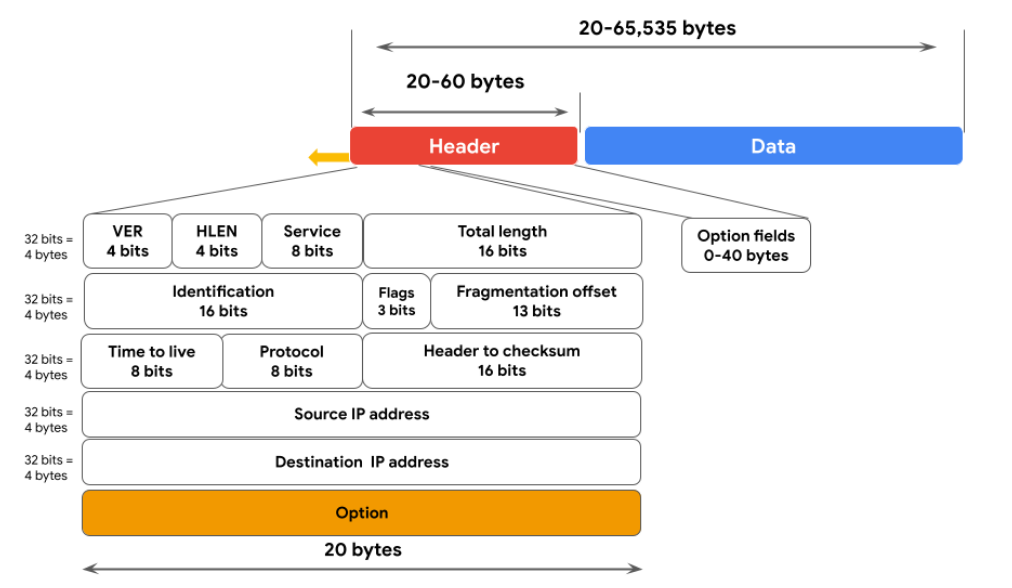 20-65,535 bytes
20-60 bytes
Header
Data
32 bits =
4 bytes
VER
4 bits
HLEN
4 bits
Service
8 bits
Total length
16 bits
Option fields
0-40 bytes
32 bits =
4 bytes
Identification
16 bits
Flags
3 bits
Fragmentation offset
13 bits
32 bits =
4 bytes
Time to live
8 bits
Protocol
8 bits
Header to checksum
16 bits
32 bits =
4 bytes
Source IP address
32 bits =
4 bytes
Destination IP address
Option
20 bytes